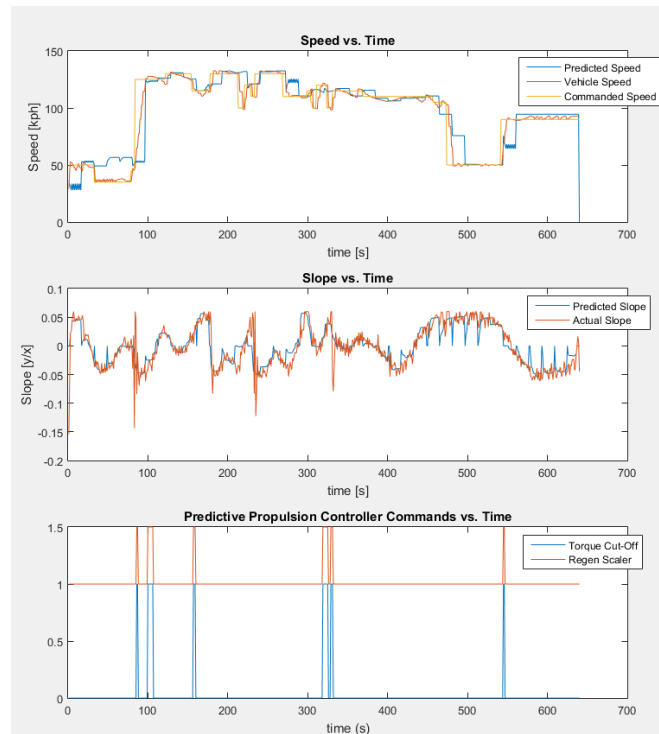 Speed vs. Time
150
100
50
0
Speed [kph]
Predicted Speed
Vehicle Speed
Commanded Speed
0 100 200 300 400 500 600 700
time [s]
Slope vs. Time
0.1
0.05
0
-0.05
-0.1
-0.15
-0.2
Slope [y/x]
Predicted Slope
Actual Slope
0 100 200 300 400 500 600 700
time [s]
Predictive Propulsion Controller Commands vs. Time
1.5
1
0.5
0
Torque Cut-Off
Regen Scaler
0 100 200 300 400 500 600 700
time (s)